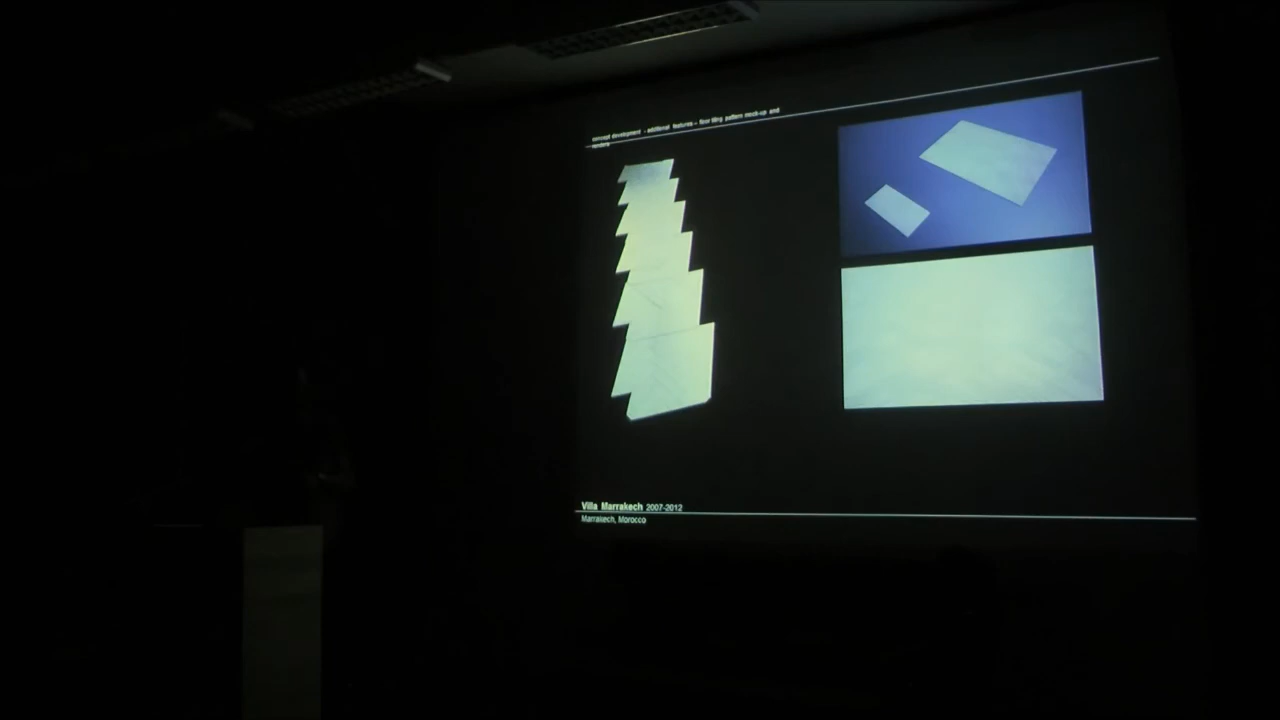 concept development - additional features – floor tiling pattern mock-up and
renders
Villa Marrakech 2007-2012
Marrakech, Morocco